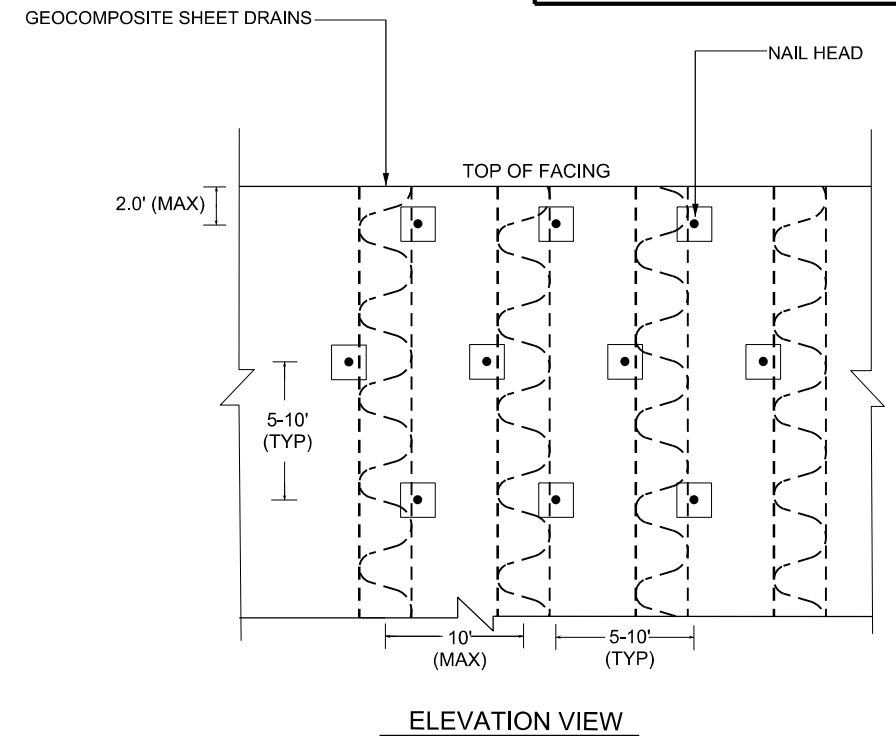 GEOCOMPOSITE SHEET DRAINS
NAIL HEAD
TOP OF FACING
2.0' (MAX)
5-10'
(TYP)
10'
(MAX)
5-10'
(TYP)
ELEVATION VIEW